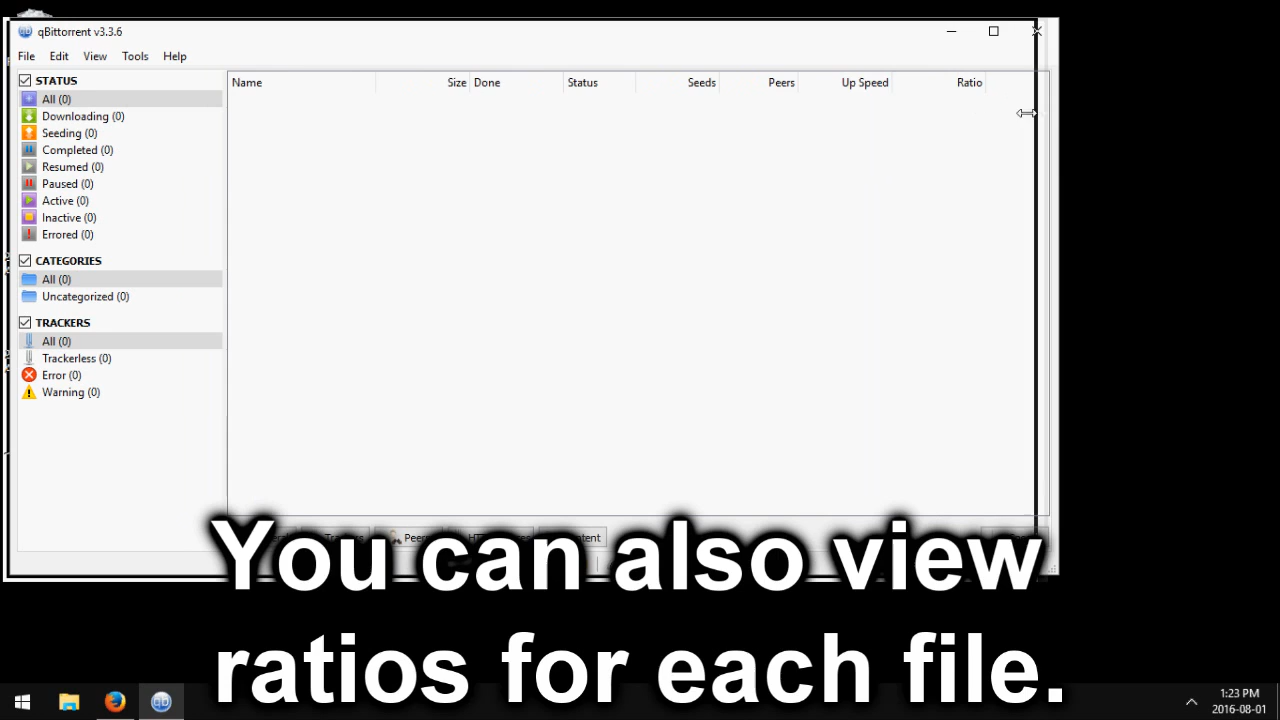 qBittorrent v3.3.6
File Edit View Tools Help
STATUS
All (0)
Downloading (0)
Seeding (0)
Completed (0)
Resumed (0)
Paused (0)
Active (0)
Inactive (0)
Errored (0)
CATEGORIES
All (0)
Uncategorized (0)
TRACKERS
All (0)
Trackerless (0)
Error (0)
Warning (0)
Name Size Done Status Seeds Peers Up Speed Ratio
You can also view
ratios for each file.
1:23 PM
2016-08-01